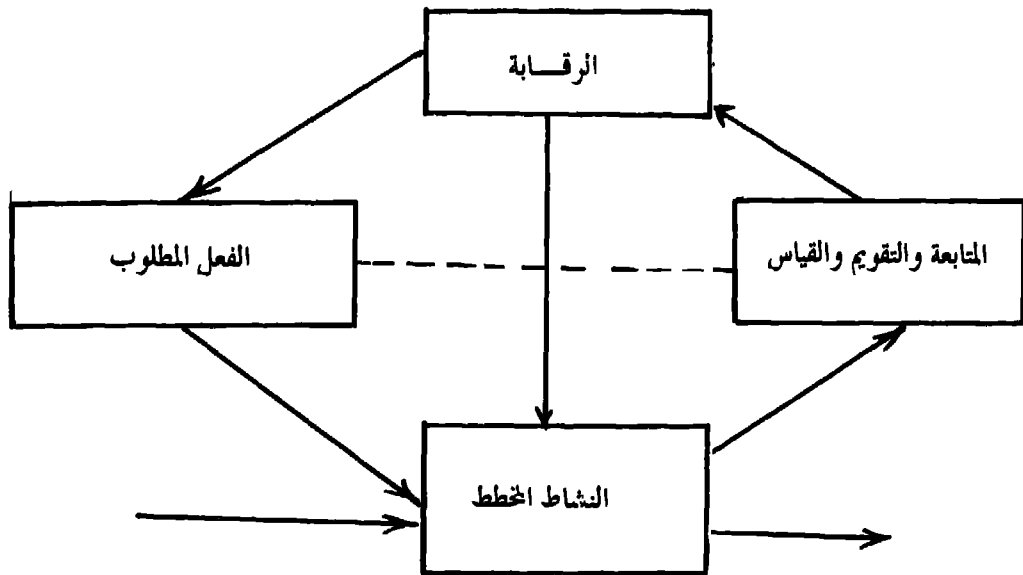 الرقـــابة
المتابعة والتقويم والقياس
الفعل المطلوب
النشاط المخطط